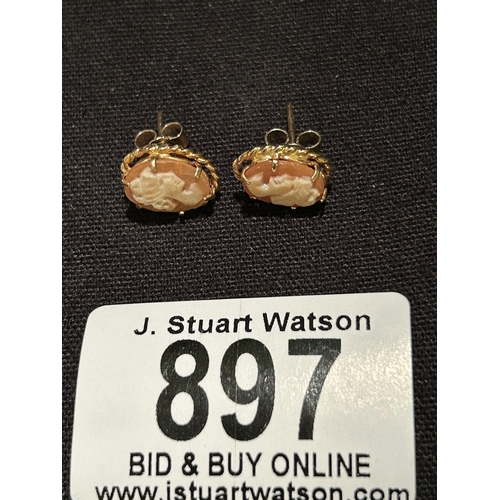 J. Stuart Watson
897
BID & BUY ONLINE
www.jstuartwatson.com